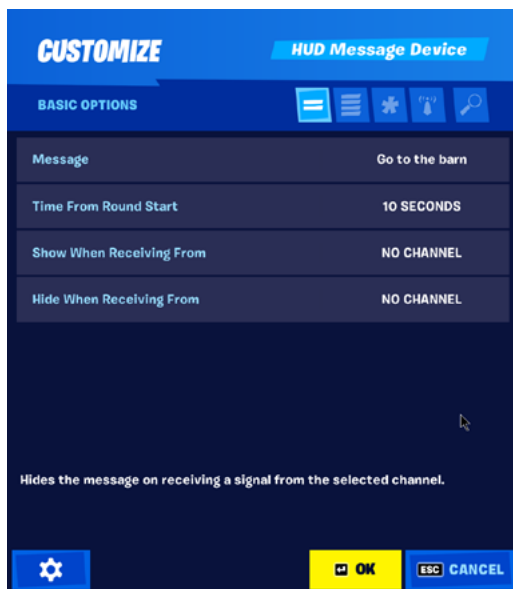 CUSTOMIZE
HUD Message Device
BASIC OPTIONS
Message Go to the barn
Time From Round Start 10 SECONDS
Show When Receiving From NO CHANNEL
Hide When Receiving From NO CHANNEL
Hides the message on receiving a signal from the selected channel.
OK
ESC CANCEL